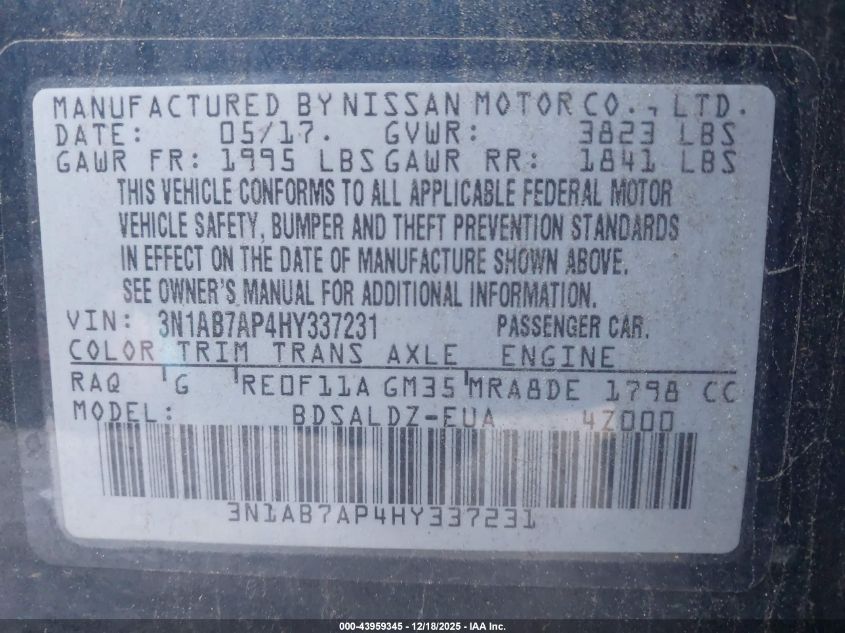 MANUFACTURED BY NISSAN MOTOR CO., LTD.
DATE: 05/17. GVWR: 3823 LBS
GAWR FR: 1995 LBS GAWR RR: 1841 LBS
THIS VEHICLE CONFORMS TO ALL APPLICABLE FEDERAL MOTOR
VEHICLE SAFETY, BUMPER AND THEFT PREVENTION STANDARDS
IN EFFECT ON THE DATE OF MANUFACTURE SHOWN ABOVE.
SEE OWNER'S MANUAL FOR ADDITIONAL INFORMATION.
VIN: 3N1AB7AP4HY337231 PASSENGER CAR.
COLOR TRIM TRANS AXLE ENGINE
RAQ G RE0F11A GM35 MRA8DE 1798 CC
MODEL: BDSALDZ-EUA 4Z000
3N1AB7AP4HY337231
000-43959345 - 12/18/2025 - IAA Inc.